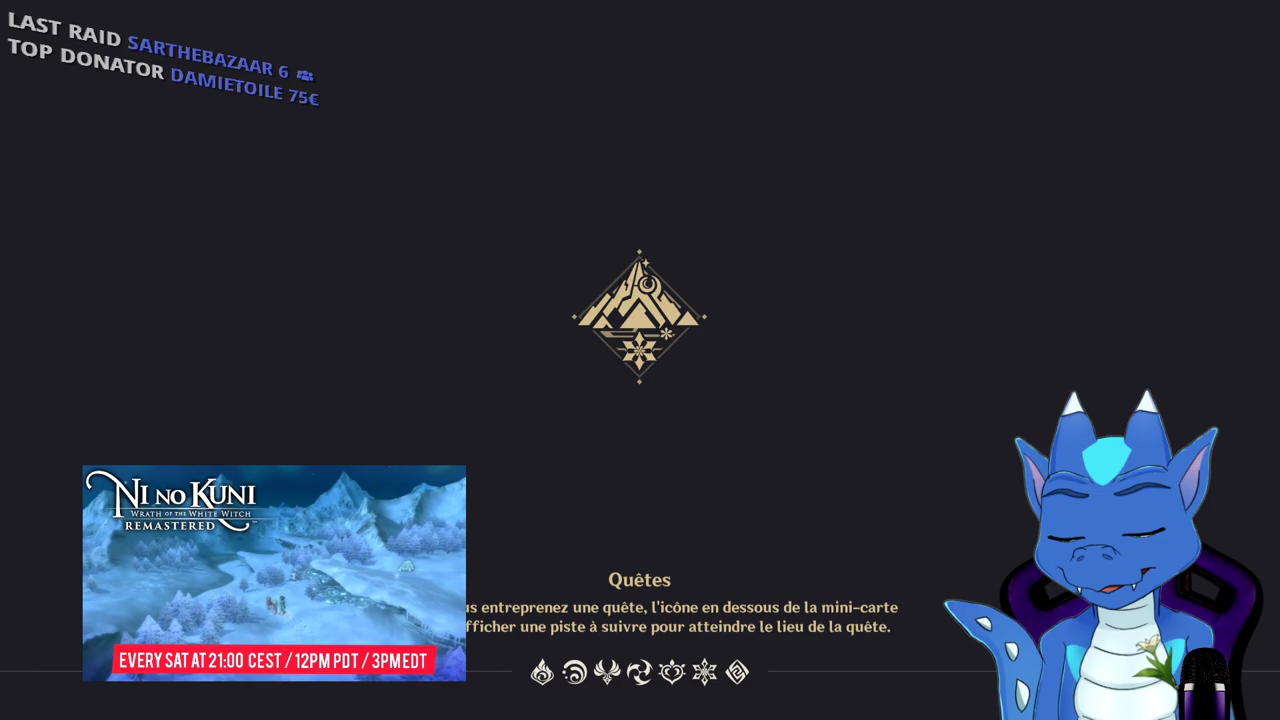 LAST RAID SARTHEBAZAAR 6
TOP DONATOR DAMIETOILE 75€
NI NO KUNI
WRATH OF THE WHITE WITCH
REMASTERED
EVERY SAT AT 21:00 CEST / 12PM PDT / 3PM EDT
Quêtes
us entreprenez une quête, l'icône en dessous de la mini-carte
fficher une piste à suivre pour atteindre le lieu de la quête.